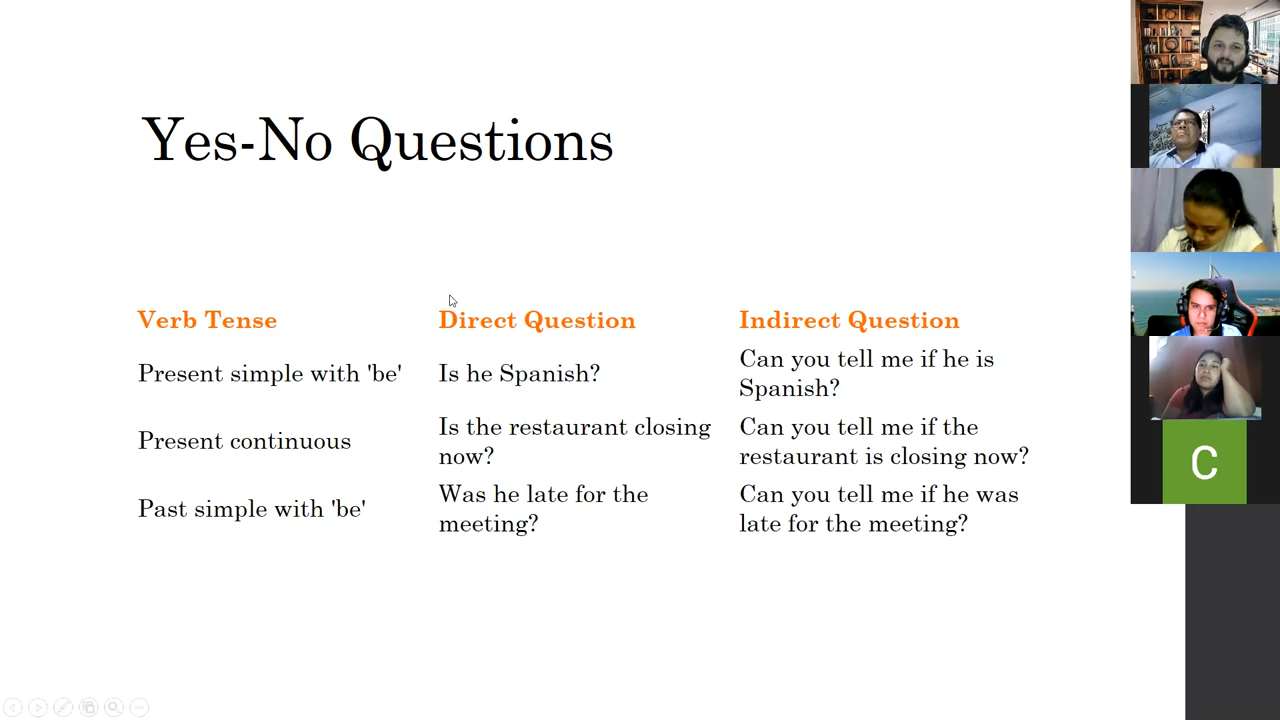 Yes-No Questions
Verb Tense Direct Question Indirect Question
Present simple with 'be' Is he Spanish? Can you tell me if he is
Spanish?
Present continuous Is the restaurant closing
now? Can you tell me if the
restaurant is closing now?
Past simple with 'be' Was he late for the
meeting? Can you tell me if he was
late for the meeting?
C